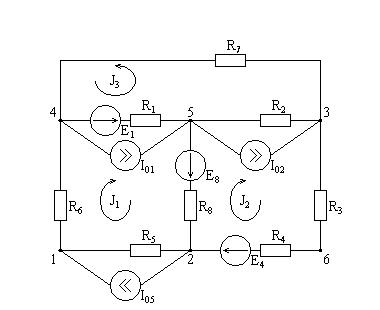 R7
J3
4 R1 5 R2 3
E1
I01 E8 I02
R6 J1 R8 J2 R3
R5 R4
1 2 E4 6
I05